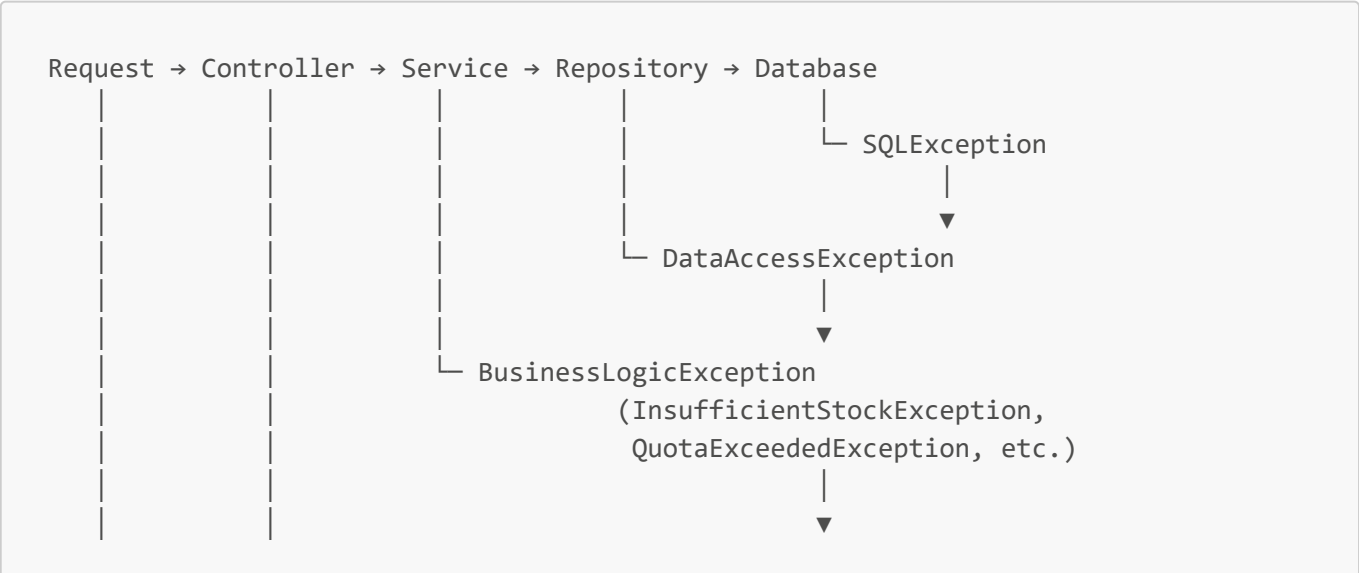 Request → Controller → Service → Repository → Database
└─ SQLException
▼
└─ DataAccessException
▼
└─ BusinessLogicException
(InsufficientStockException,
QuotaExceededException, etc.)
▼